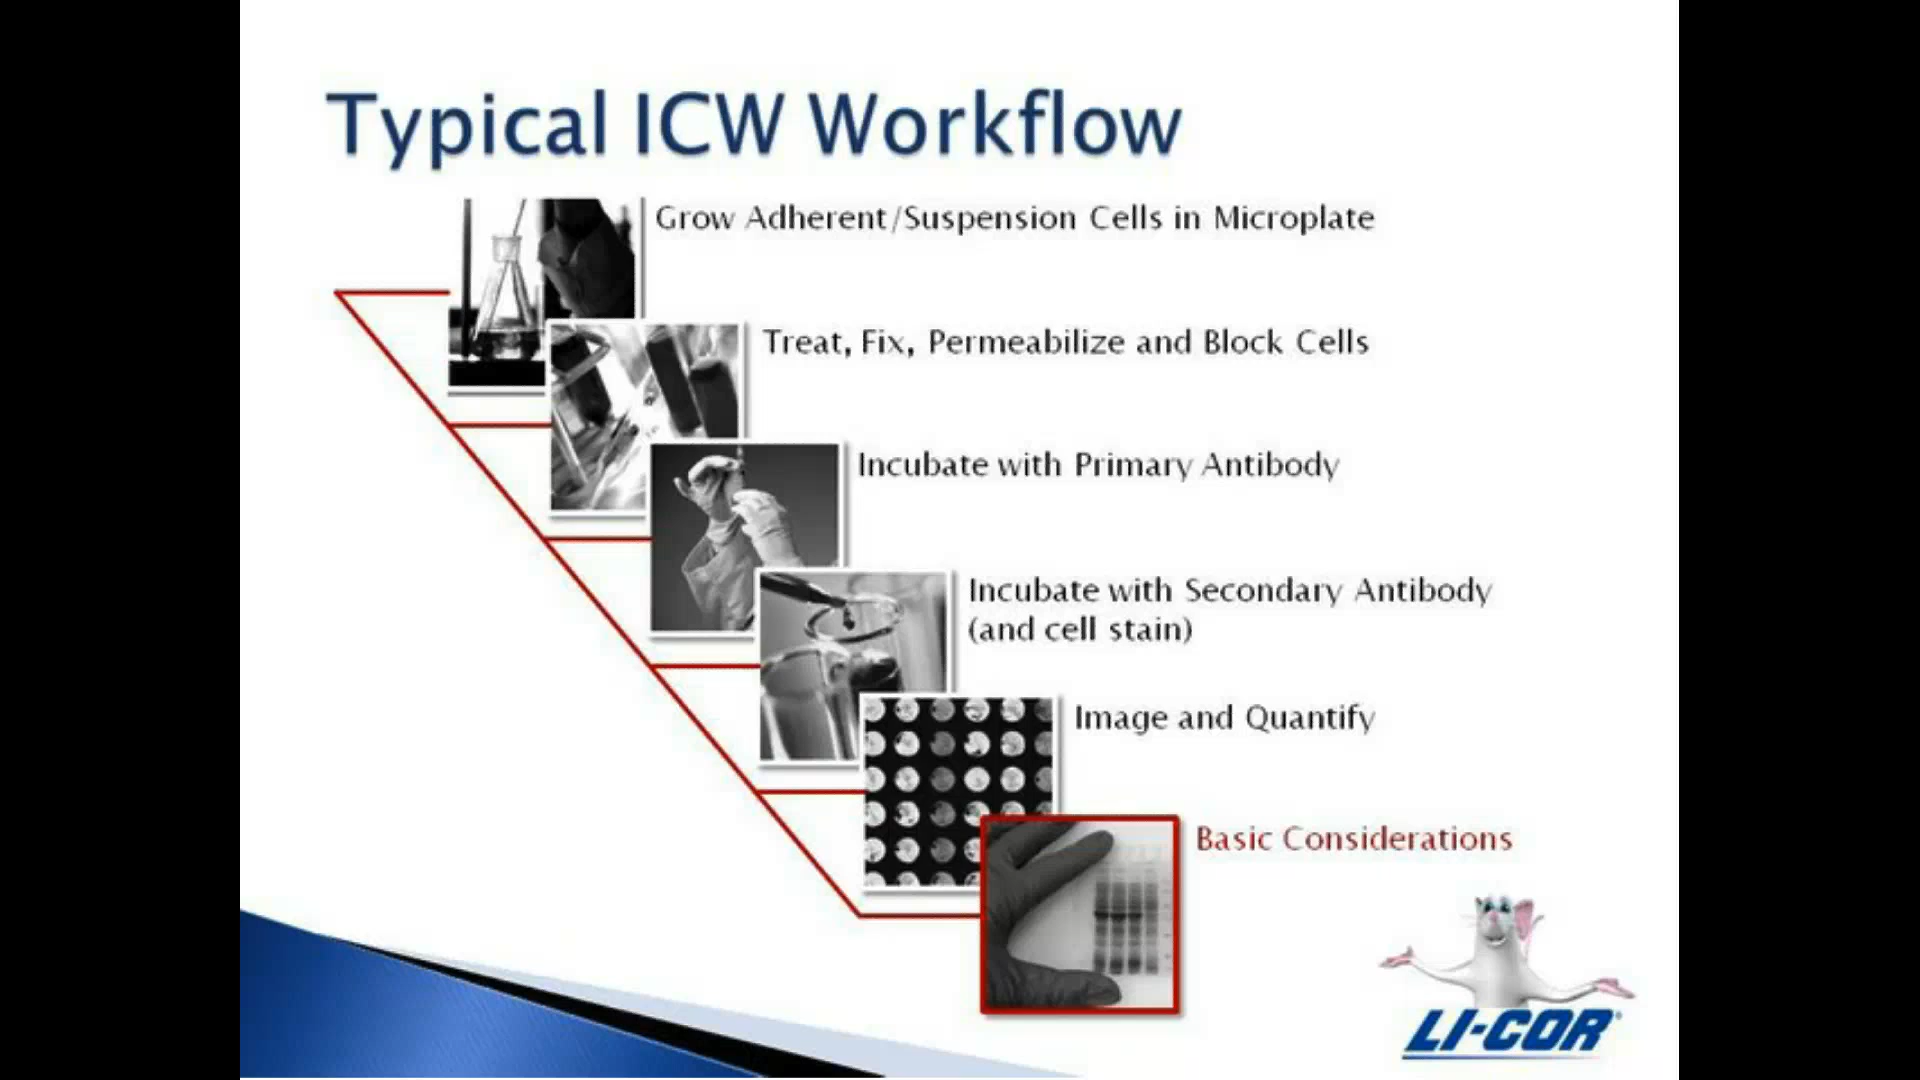 Typical ICW Workflow
Grow Adherent/Suspension Cells in Microplate
Treat, Fix, Permeabilize and Block Cells
Incubate with Primary Antibody
Incubate with Secondary Antibody
(and cell stain)
Image and Quantify
Basic Considerations
LI-COR®